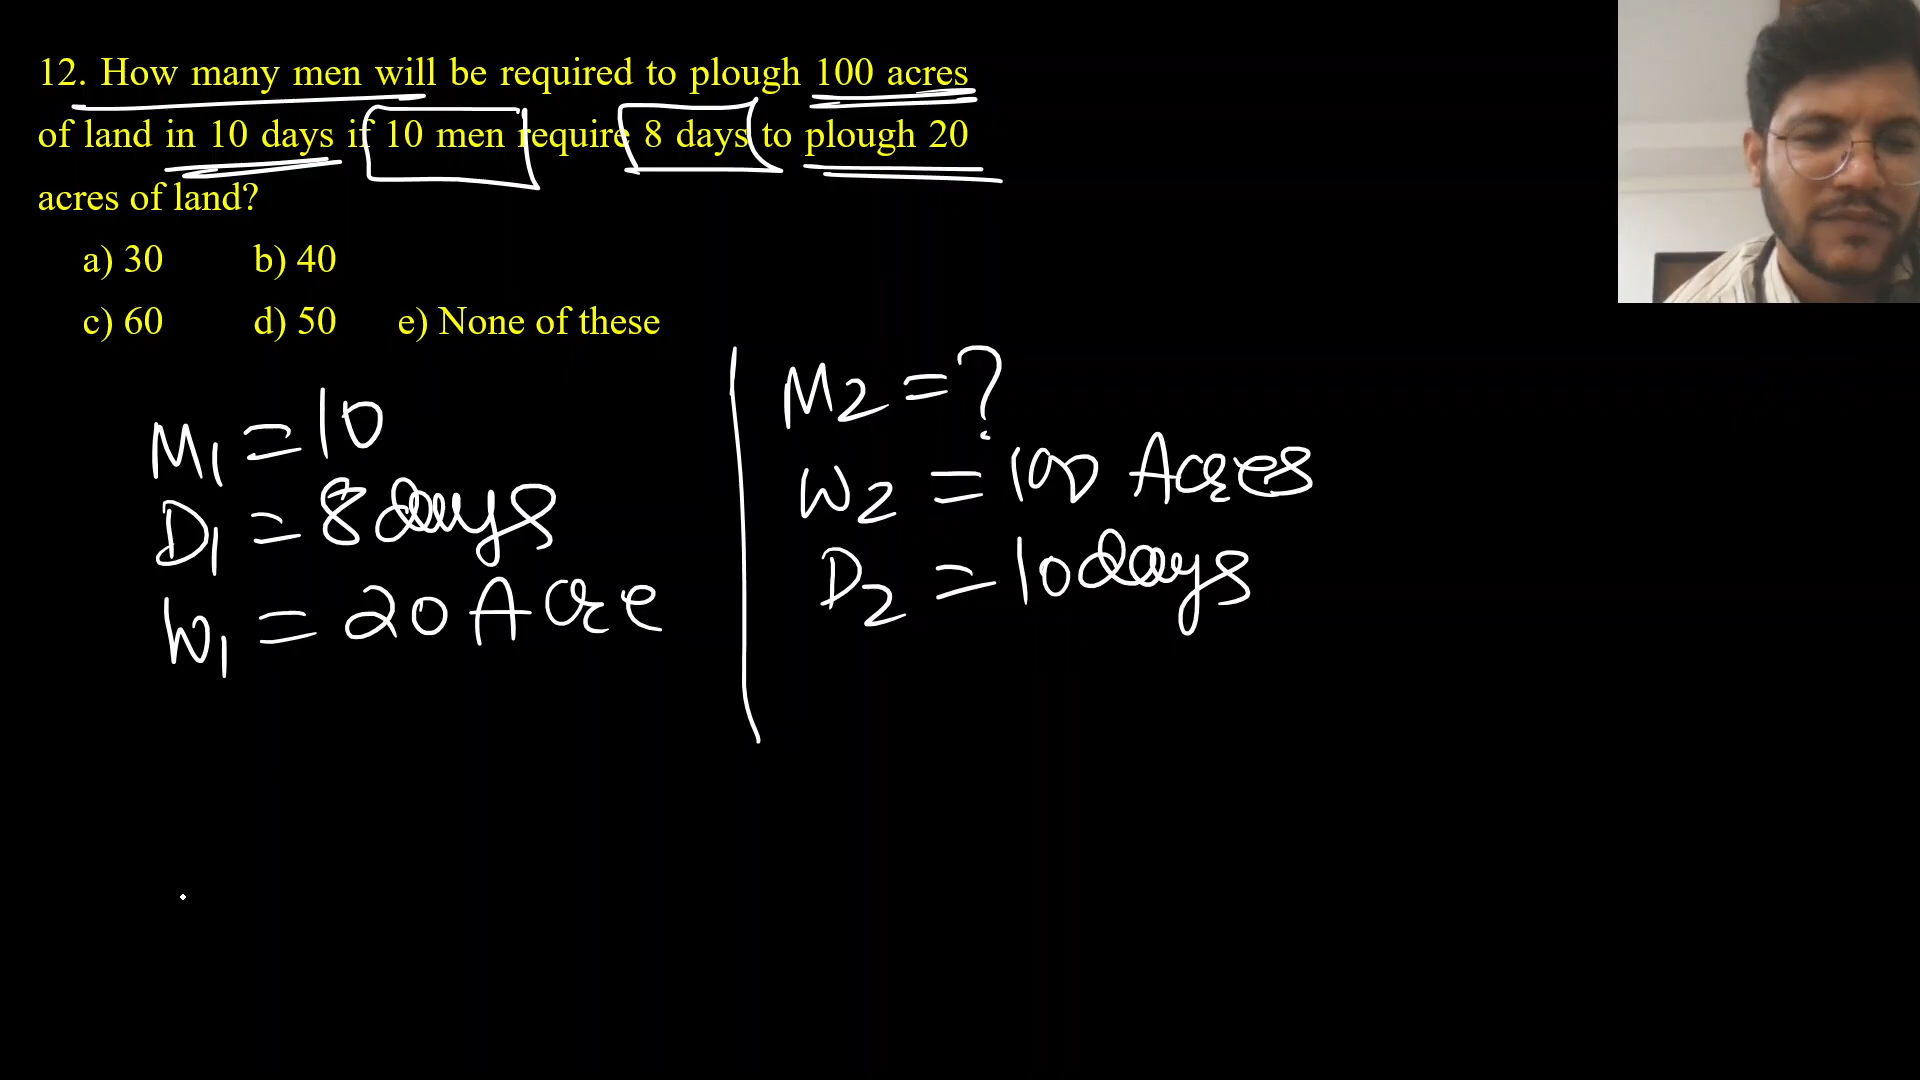 12. How many men will be required to plough 100 acres
of land in 10 days if 10 men require 8 days to plough 20
acres of land?
a) 30 b) 40
c) 60 d) 50 e) None of these
M1 = 10
D1 = 8 days
W1 = 20 Acre
M2 = ?
W2 = 100 Acres
D2 = 10 days